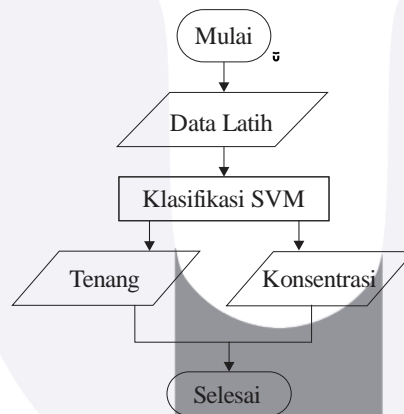 Mulai
Data Latih
Klasifikasi SVM
Tenang
Konsentrasi
Selesai